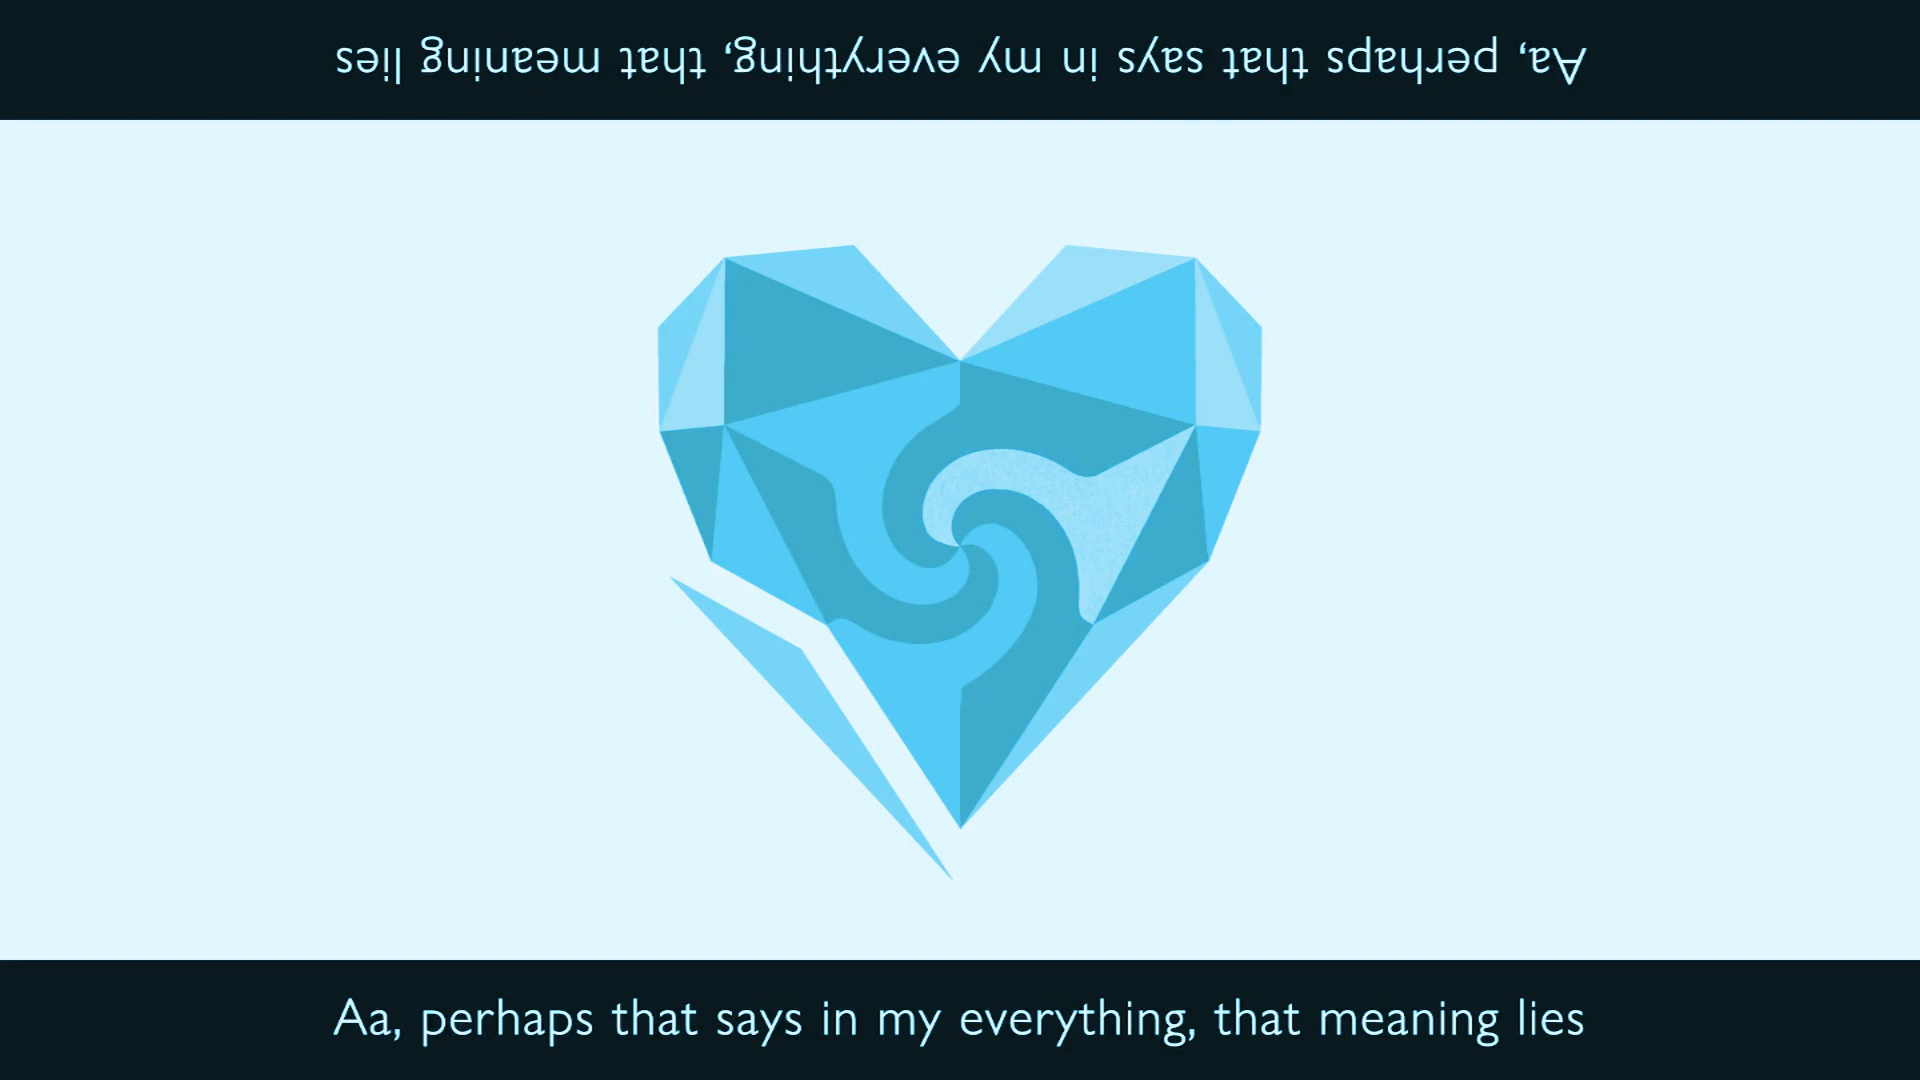 Aa, perhaps that says in my everything, that meaning lies
Aa, perhaps that says in my everything, that meaning lies